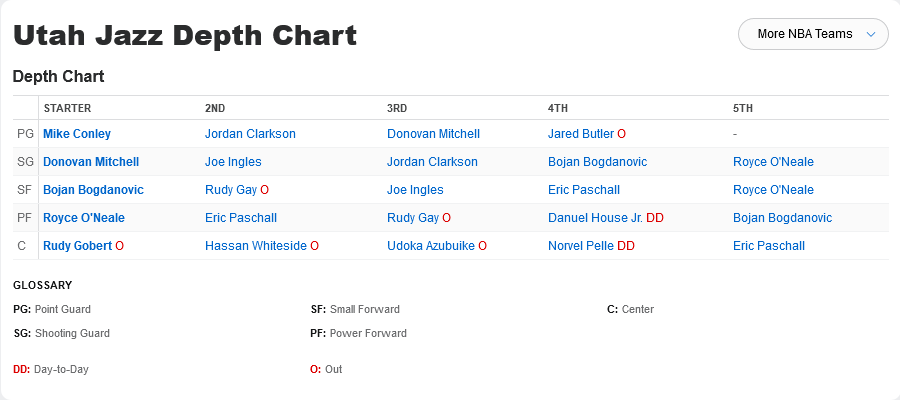 Utah Jazz Depth Chart
More NBA Teams
Depth Chart
STARTER 2ND 3RD 4TH 5TH
PG Mike Conley Jordan Clarkson Donovan Mitchell Jared Butler O -
SG Donovan Mitchell Joe Ingles Jordan Clarkson Bojan Bogdanovic Royce O'Neale
SF Bojan Bogdanovic Rudy Gay O Joe Ingles Eric Paschall Royce O'Neale
PF Royce O'Neale Eric Paschall Rudy Gay O Danuel House Jr. DD Bojan Bogdanovic
C Rudy Gobert O Hassan Whiteside O Udoka Azubuike O Norvel Pelle DD Eric Paschall
GLOSSARY
PG: Point Guard SF: Small Forward C: Center
SG: Shooting Guard PF: Power Forward
DD: Day-to-Day O: Out